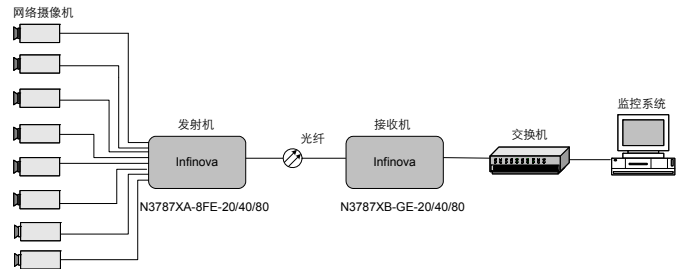 网络摄像机
发射机
Infinova
N3787XA-8FE-20/40/80
光纤
接收机
Infinova
N3787XB-GE-20/40/80
交换机
监控系统